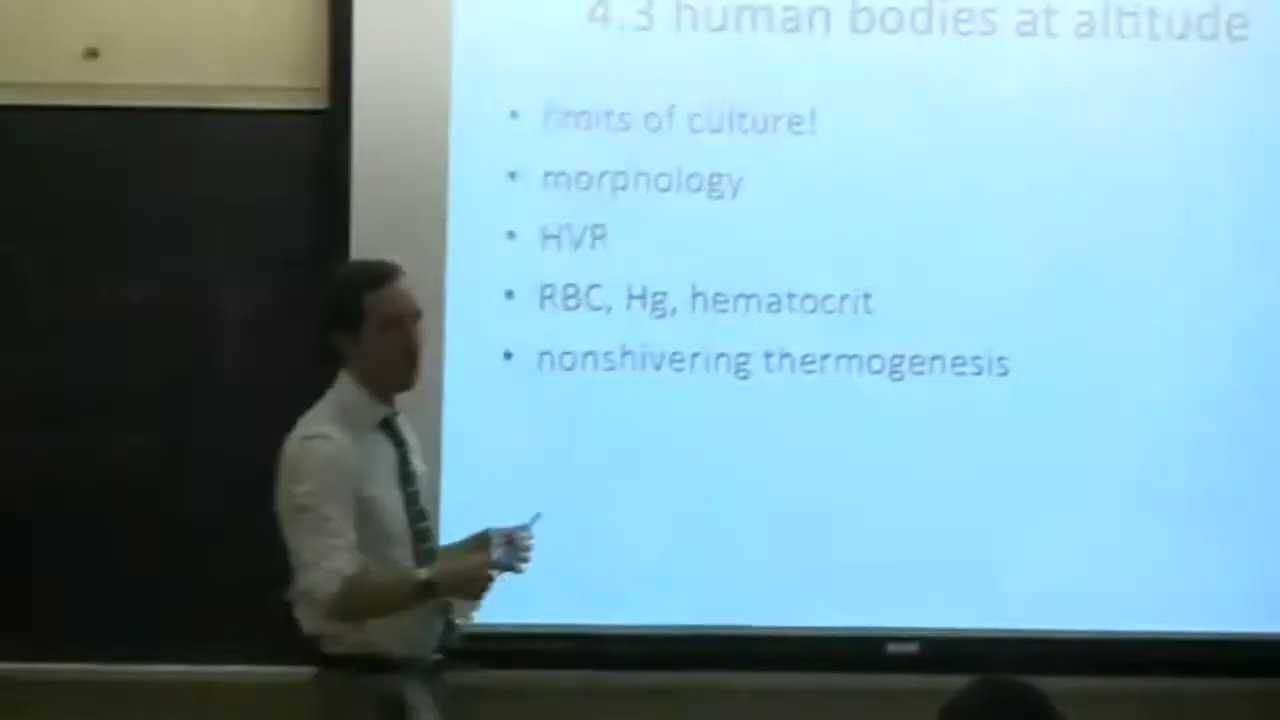 4.3 human bodies at altitude
• limits of culture!
• morphology
• HVR
• RBC, Hg, hematocrit
• nonshivering thermogenesis